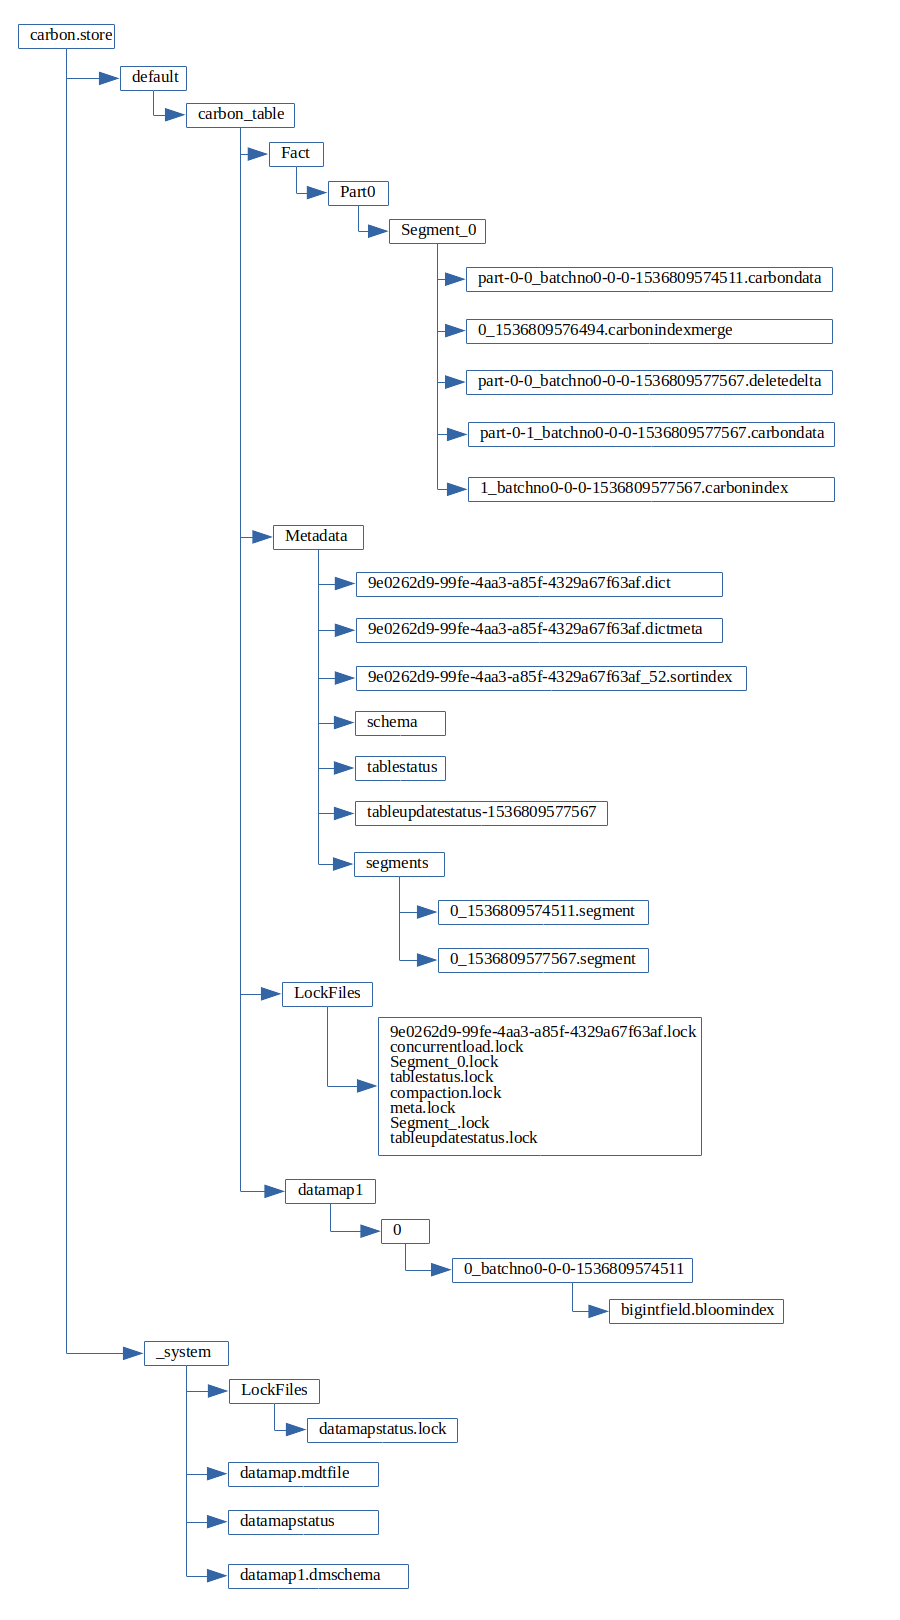 carbon.store
default
carbon_table
Fact
Part0
Segment_0
part-0-0_batchno0-0-0-1536809574511.carbondata
0_1536809576494.carbonindexmerge
part-0-0_batchno0-0-0-1536809577567.deletedelta
part-0-1_batchno0-0-0-1536809577567.carbondata
1_batchno0-0-0-1536809577567.carbonindex
Metadata
9e0262d9-99fe-4aa3-a85f-4329a67f63af.dict
9e0262d9-99fe-4aa3-a85f-4329a67f63af.dictmeta
9e0262d9-99fe-4aa3-a85f-4329a67f63af_52.sortindex
schema
tablestatus
tableupdatestatus-1536809577567
segments
0_1536809574511.segment
0_1536809577567.segment
LockFiles
9e0262d9-99fe-4aa3-a85f-4329a67f63af.lock
concurrentload.lock
Segment_0.lock
tablestatus.lock
compaction.lock
meta.lock
Segment_.lock
tableupdatestatus.lock
datamap1
0
0_batchno0-0-0-1536809574511
bigintfield.bloomindex
_system
LockFiles
datamapstatus.lock
datamap.mdtfile
datamapstatus
datamap1.dmschema